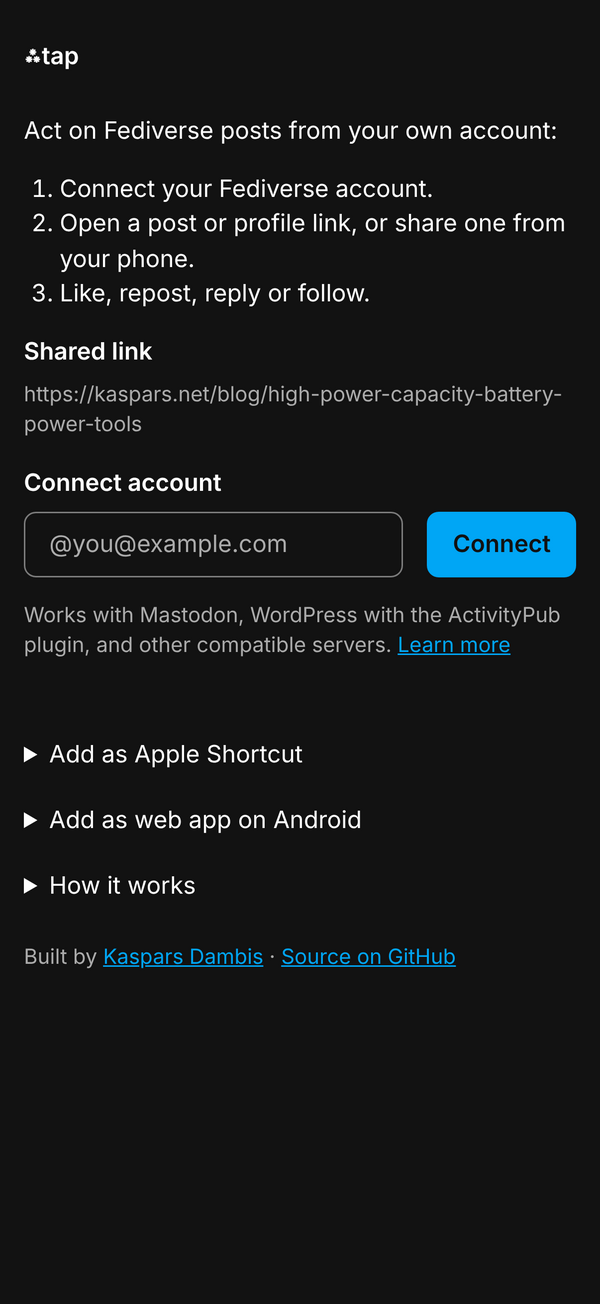 ⁂tap
Act on Fediverse posts from your own account:
1. Connect your Fediverse account.
2. Open a post or profile link, or share one from
your phone.
3. Like, repost, reply or follow.
Shared link
https://kaspars.net/blog/high-power-capacity-battery-
power-tools
Connect account
@you@example.com
Connect
Works with Mastodon, WordPress with the ActivityPub
plugin, and other compatible servers. Learn more
▶ Add as Apple Shortcut
▶ Add as web app on Android
▶ How it works
Built by Kaspars Dambis · Source on GitHub